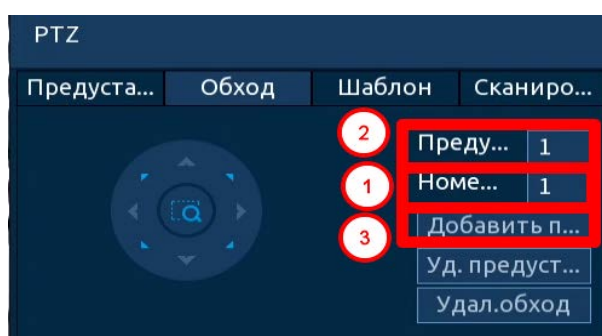 PTZ
Предуста... Обход Шаблон Сканиро...
2 Преду... 1
1 Номе... 1
3 Добавить п...
Уд. предуст...
Удал.обход